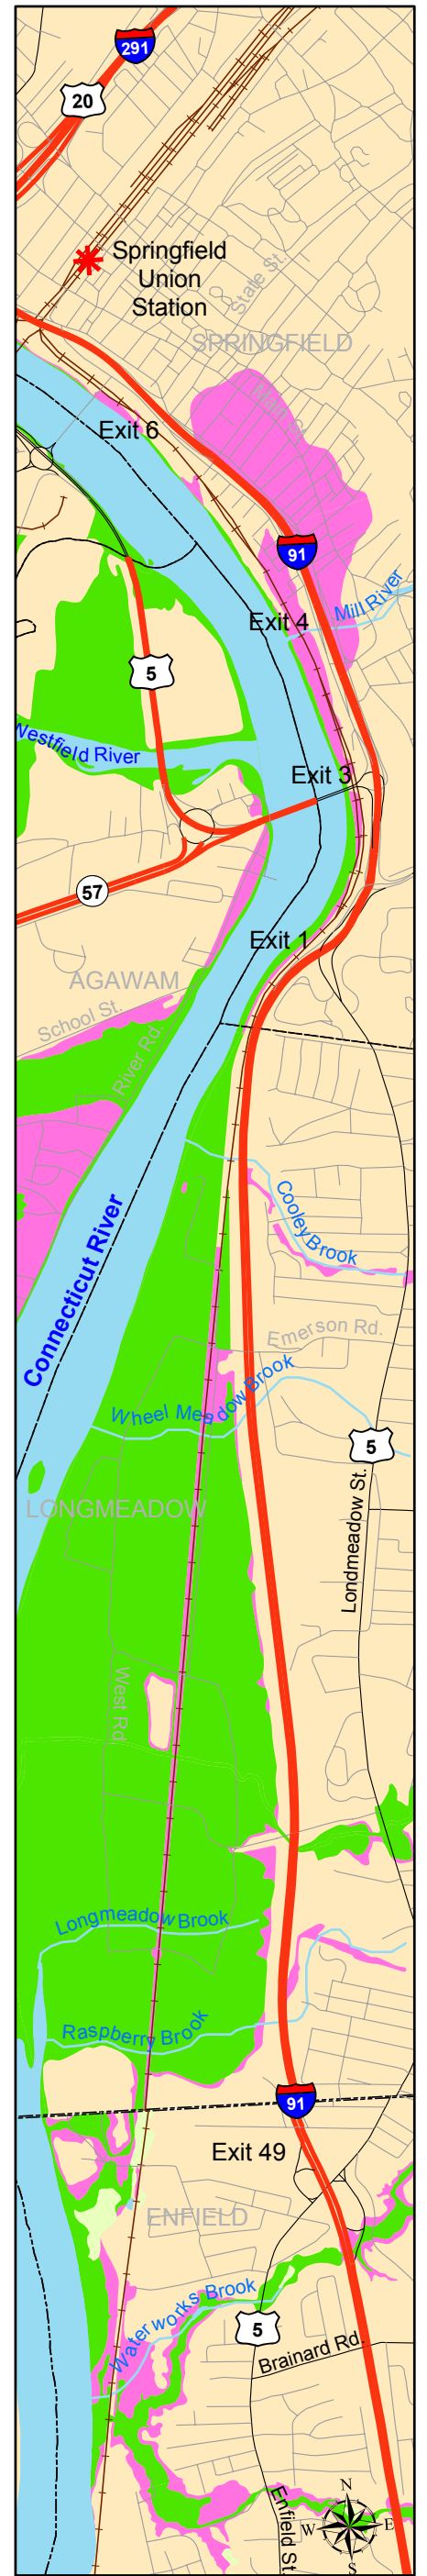 291
20
Springfield
Union
Station
State St.
SPRINGFIELD
Main St.
Exit 6
91
Mill River
Exit 4
5
Westfield River
Exit 3
57
Exit 1
AGAWAM
School St.
River Rd.
Cooley Brook
Connecticut River
Emerson Rd.
Wheel Meadow Brook
5
LONGMEADOW
Londmeadow St.
West Rd
Longmeadow Brook
Raspberry Brook
91
Exit 49
ENFIELD
Waterworks Brook
5
Brainard Rd.
Enfield St.
N
W
E
S